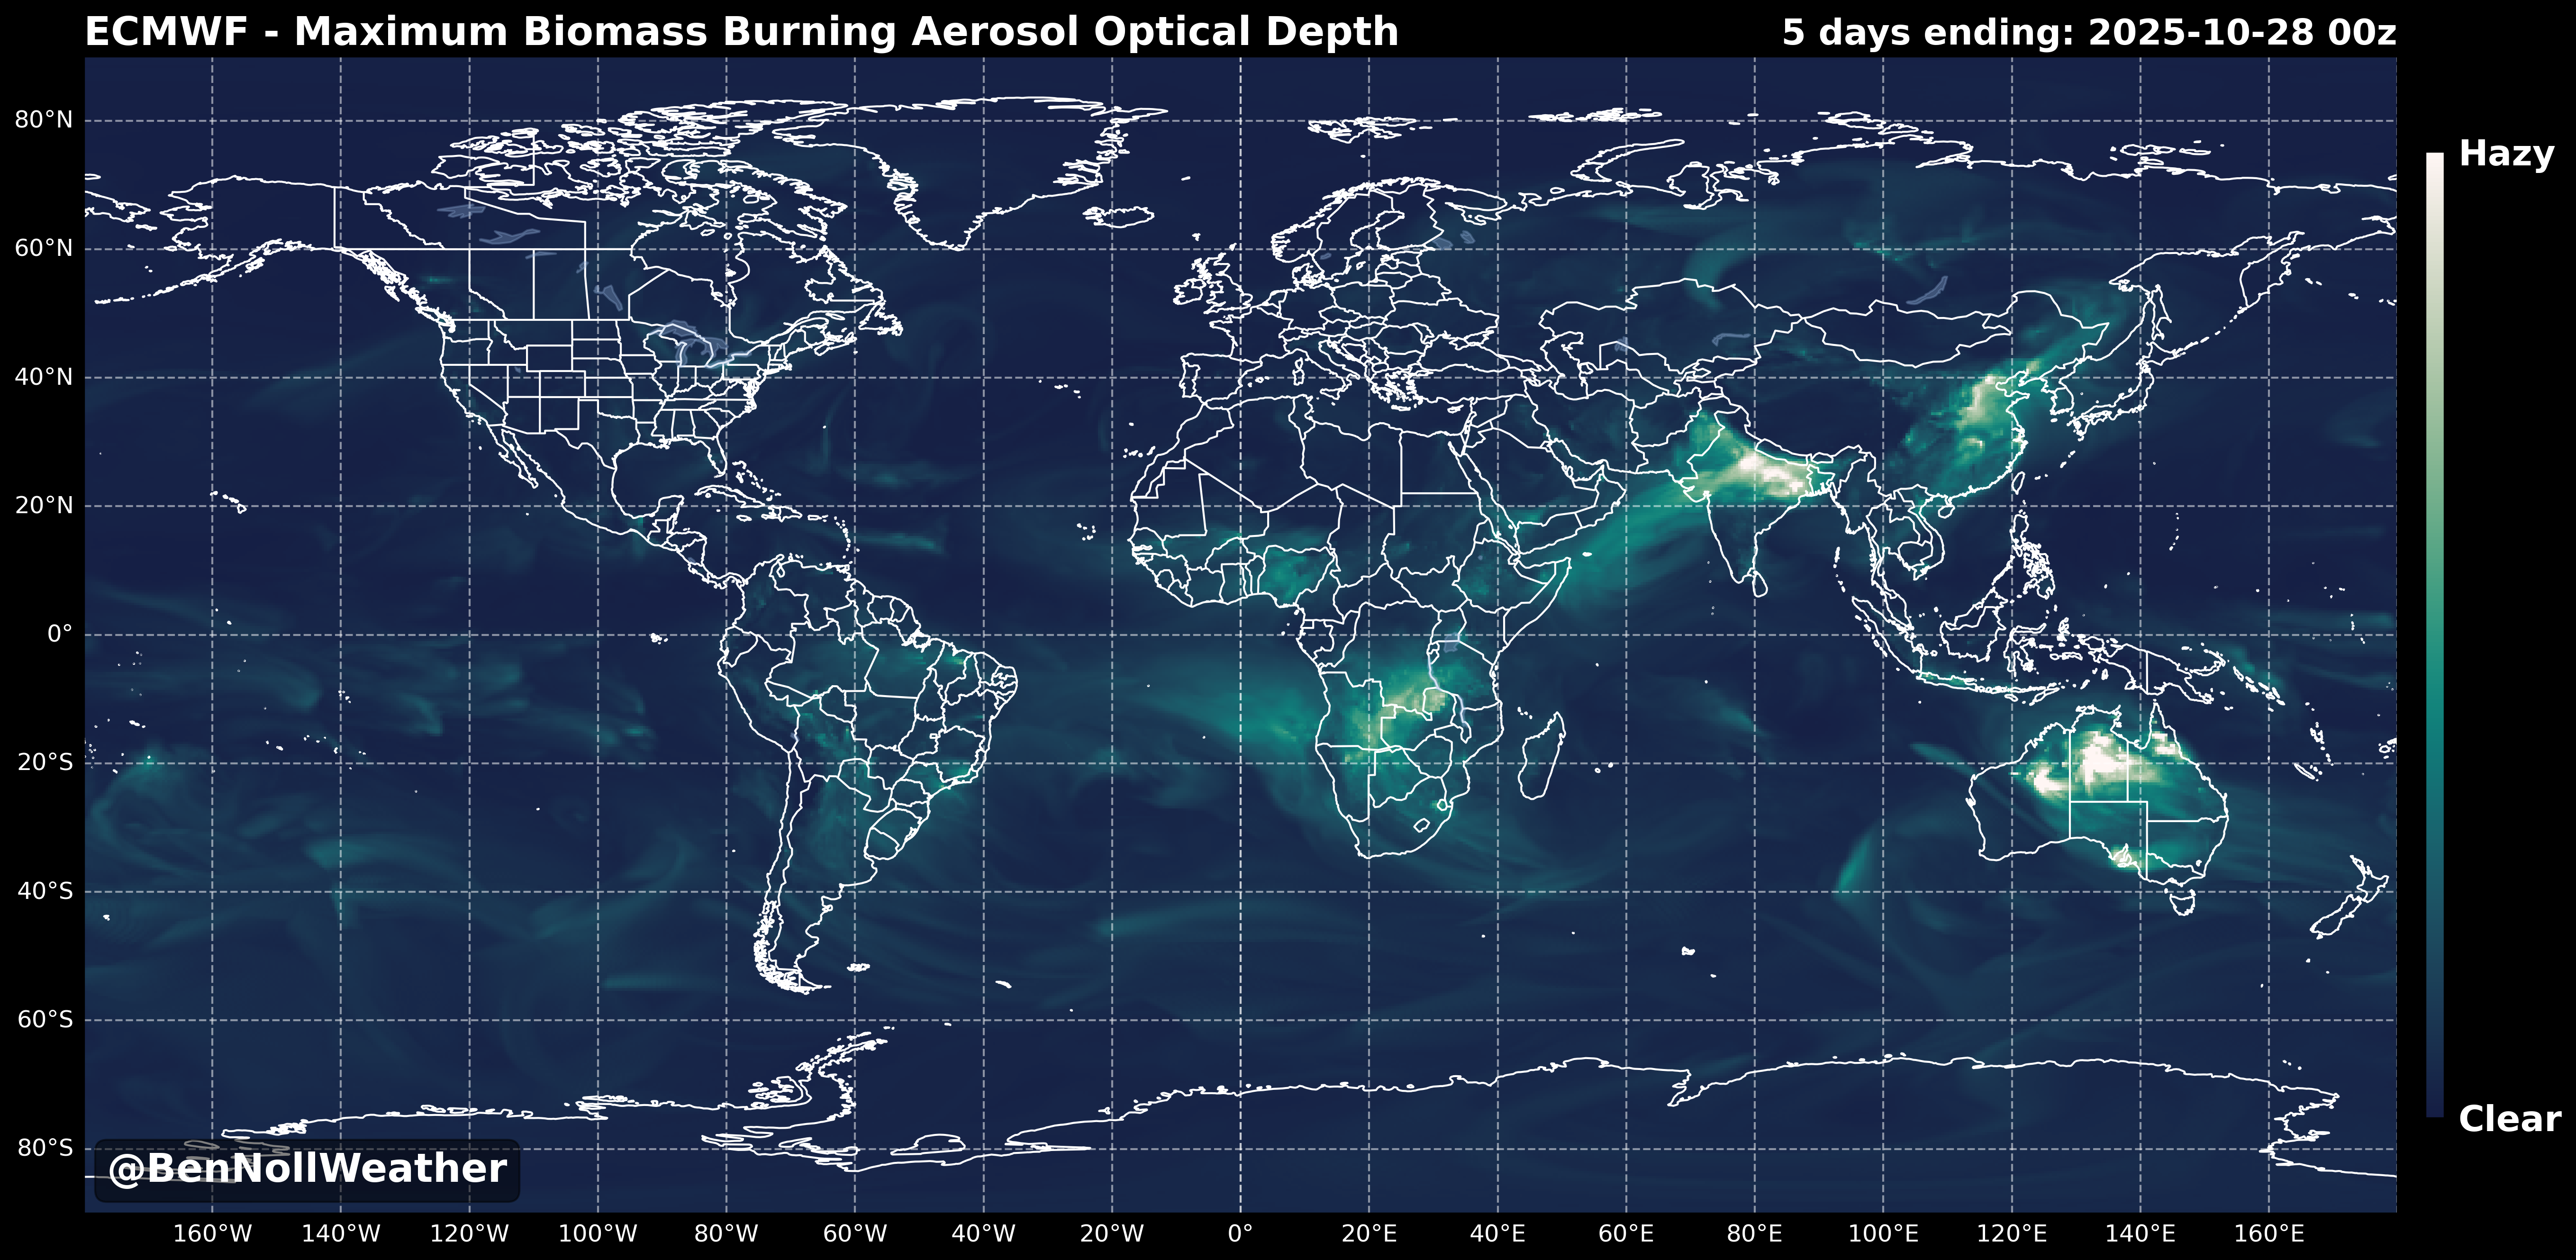 ECMWF - Maximum Biomass Burning Aerosol Optical Depth
5 days ending: 2025-10-28 00z
Hazy
Clear
80°N
60°N
40°N
20°N
0°
20°S
40°S
60°S
80°S
@BenNollWeather
160°W 140°W 120°W 100°W 80°W 60°W 40°W 20°W 0° 20°E 40°E 60°E 80°E 100°E 120°E 140°E 160°E